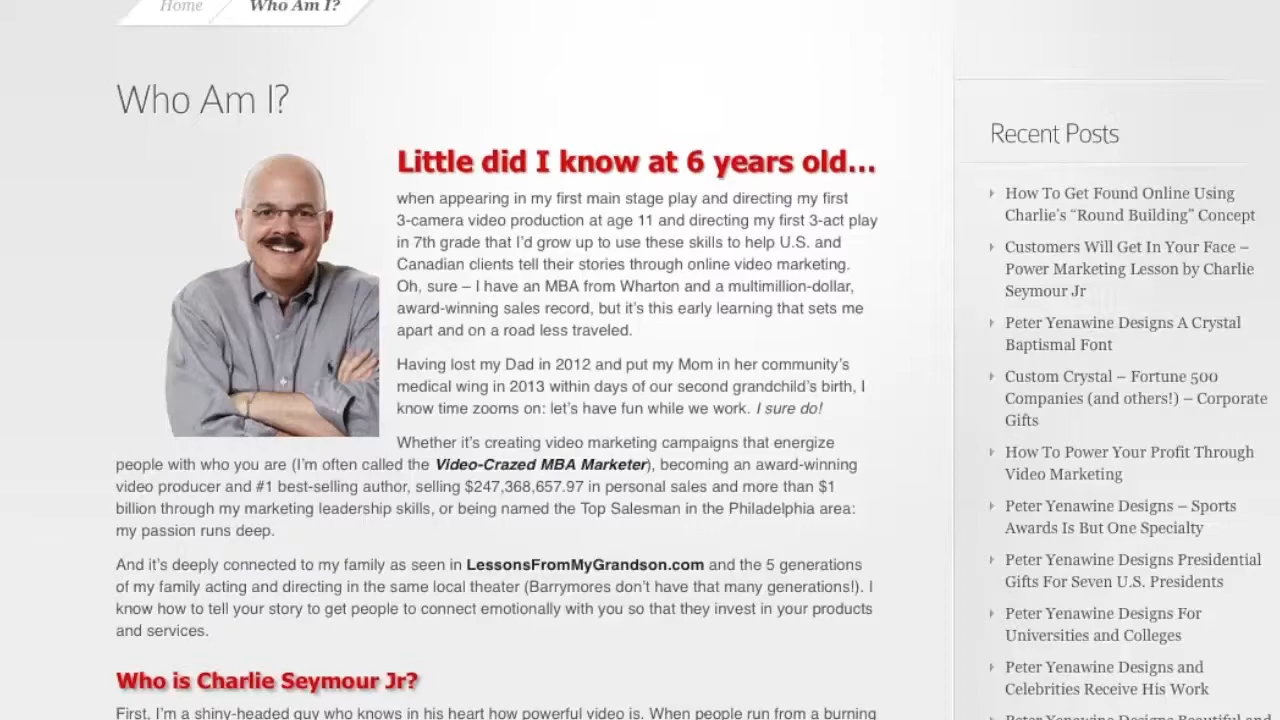 Home
Who Am I?
Who Am I?
Little did I know at 6 years old...
when appearing in my first main stage play and directing my first
3-camera video production at age 11 and directing my first 3-act play
in 7th grade that I'd grow up to use these skills to help U.S. and
Canadian clients tell their stories through online video marketing.
Oh, sure – I have an MBA from Wharton and a multimillion-dollar,
award-winning sales record, but it's this early learning that sets me
apart and on a road less traveled.
Having lost my Dad in 2012 and put my Mom in her community's
medical wing in 2013 within days of our second grandchild's birth, I
know time zooms on: let's have fun while we work. I sure do!
Whether it's creating video marketing campaigns that energize
people with who you are (I'm often called the Video-Crazed MBA Marketer), becoming an award-winning
video producer and #1 best-selling author, selling $247,368,657.97 in personal sales and more than $1
billion through my marketing leadership skills, or being named the Top Salesman in the Philadelphia area:
my passion runs deep.
And it's deeply connected to my family as seen in LessonsFromMyGrandson.com and the 5 generations
of my family acting and directing in the same local theater (Barrymores don't have that many generations!). I
know how to tell your story to get people to connect emotionally with you so that they invest in your products
and services.
Who is Charlie Seymour Jr?
First, I'm a shiny-headed guy who knows in his heart how powerful video is. When people run from a burning
Recent Posts
How To Get Found Online Using
Charlie's “Round Building” Concept
Customers Will Get In Your Face –
Power Marketing Lesson by Charlie
Seymour Jr
Peter Yenawine Designs A Crystal
Baptismal Font
Custom Crystal – Fortune 500
Companies (and others!) – Corporate
Gifts
How To Power Your Profit Through
Video Marketing
Peter Yenawine Designs – Sports
Awards Is But One Specialty
Peter Yenawine Designs Presidential
Gifts For Seven U.S. Presidents
Peter Yenawine Designs For
Universities and Colleges
Peter Yenawine Designs and
Celebrities Receive His Work
Peter Yenawine Designs Beautiful and